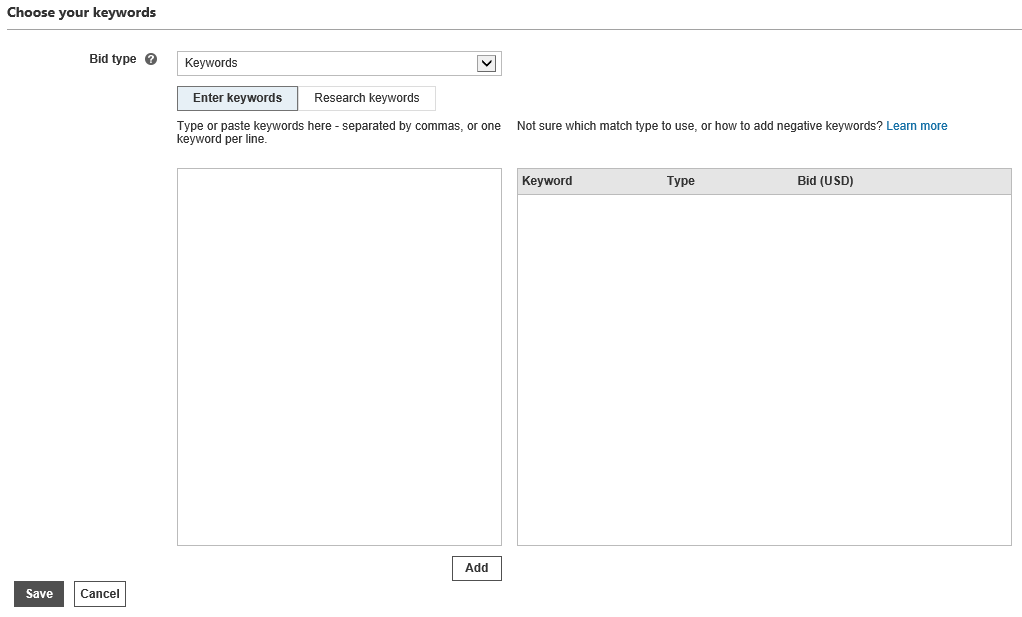 Choose your keywords
Bid type ?
Keywords
Enter keywords
Research keywords
Type or paste keywords here - separated by commas, or one
keyword per line.
Not sure which match type to use, or how to add negative keywords? Learn more
Keyword Type Bid (USD)
Add
Save
Cancel